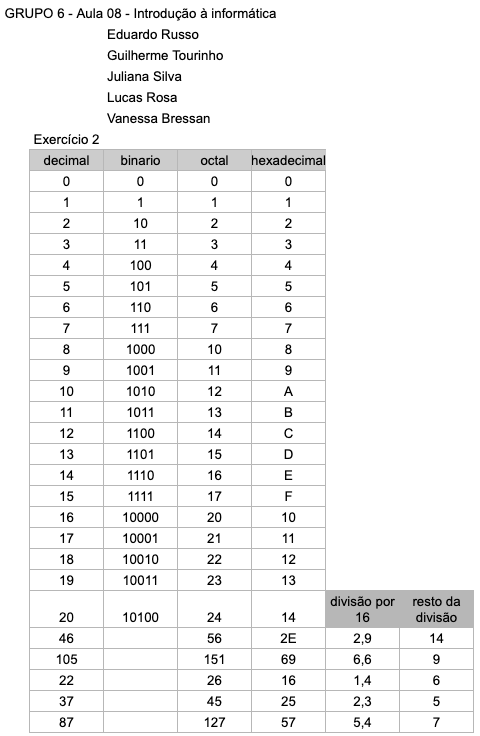 GRUPO 6 - Aula 08 - Introdução à informática
Eduardo Russo
Guilherme Tourinho
Juliana Silva
Lucas Rosa
Vanessa Bressan
Exercício 2
decimal binario octal hexadecimal
0 0 0 0
1 1 1 1
2 10 2 2
3 11 3 3
4 100 4 4
5 101 5 5
6 110 6 6
7 111 7 7
8 1000 10 8
9 1001 11 9
10 1010 12 A
11 1011 13 B
12 1100 14 C
13 1101 15 D
14 1110 16 E
15 1111 17 F
16 10000 20 10
17 10001 21 11
18 10010 22 12
19 10011 23 13
divisão por resto da
16 divisão
20 10100 24 14
46 56 2E 2,9 14
105 151 69 6,6 9
22 26 16 1,4 6
37 45 25 2,3 5
87 127 57 5,4 7